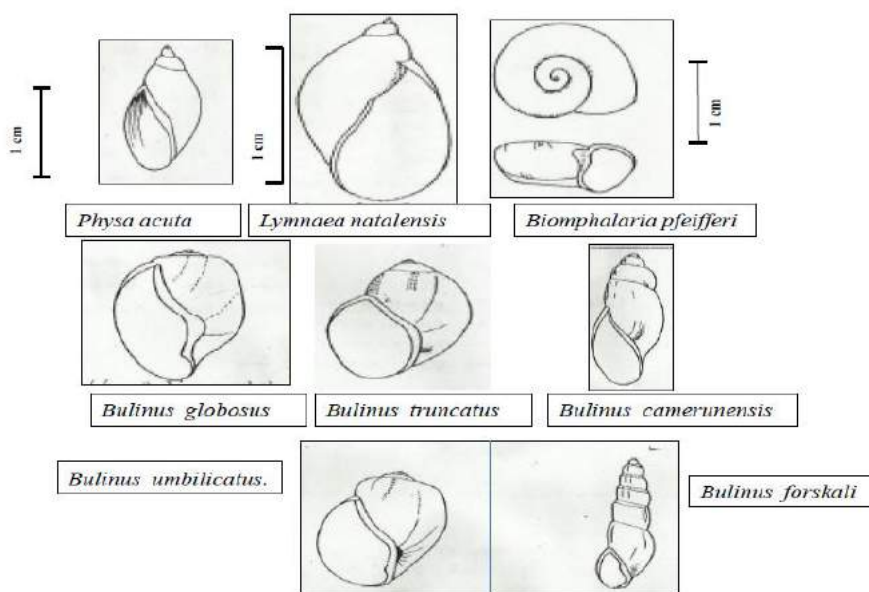 1 cm
1 cm
1 cm
Physa acuta
Lymnaea natalensis
Biomphalaria pfeifferi
Bulinus globosus
Bulinus truncatus
Bulinus camerunensis
Bulinus umbilicatus.
Bulinus forskali